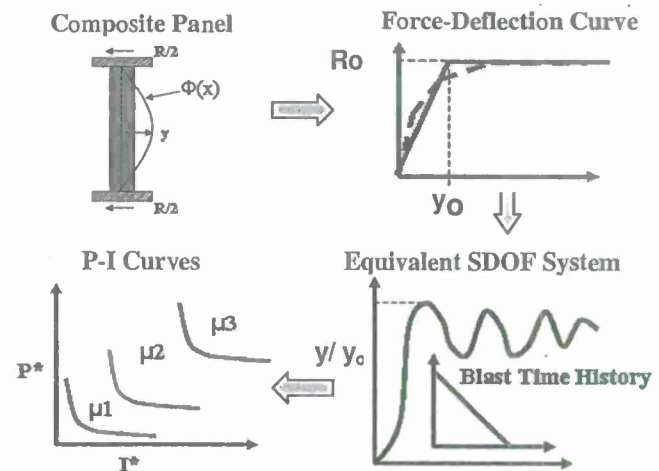 Composite Panel
R/2
Φ(x)
y
R/2
Force-Deflection Curve
Ro
yo
P-I Curves
P*
μ1
μ2
μ3
I*
Equivalent SDOF System
y/yo
Blast Time History